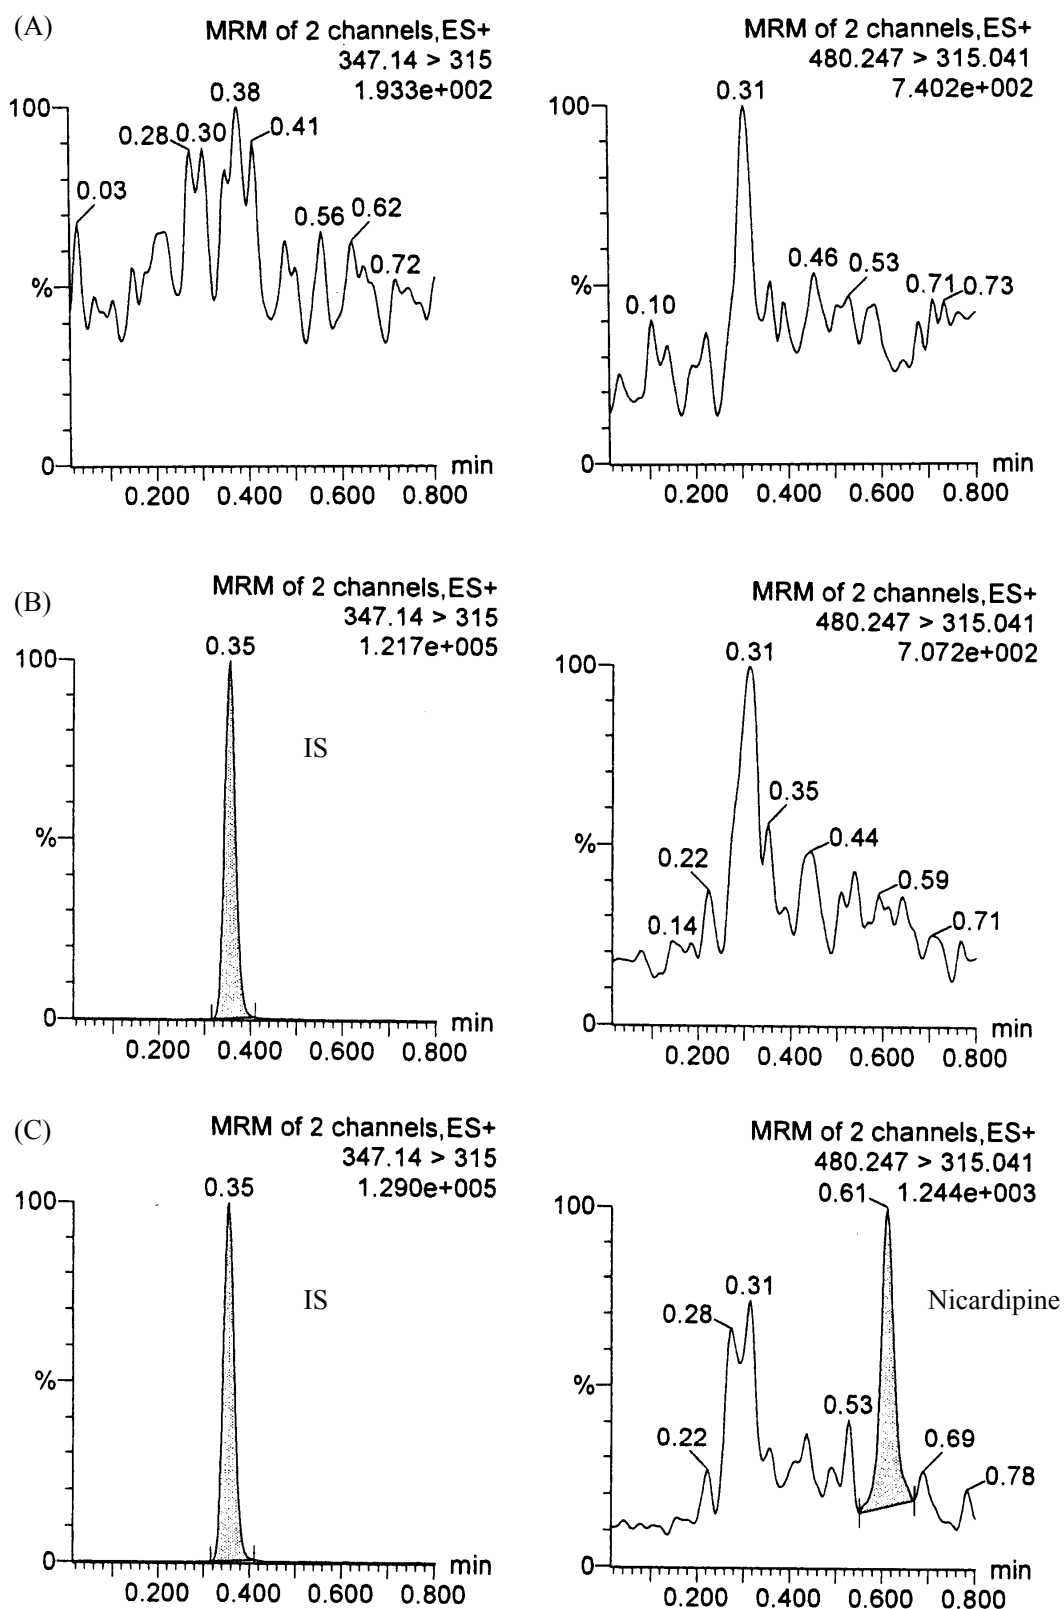 (A)
MRM of 2 channels,ES+
347.14 > 315
1.933e+002
0.38
100
0.28 0.30
0.41
0.03
0.56
0.62
0.72
%
0
min
0.200 0.400 0.600 0.800
MRM of 2 channels,ES+
480.247 > 315.041
7.402e+002
0.31
100
0.46
0.53
0.71 0.73
0.10
%
0
min
0.200 0.400 0.600 0.800
(B)
MRM of 2 channels,ES+
347.14 > 315
1.217e+005
0.35
100
IS
%
0
min
0.200 0.400 0.600 0.800
MRM of 2 channels,ES+
480.247 > 315.041
7.072e+002
0.31
100
0.35
0.44
0.22
0.59
0.14
0.71
%
0
min
0.200 0.400 0.600 0.800
(C)
MRM of 2 channels,ES+
347.14 > 315
1.290e+005
0.35
100
IS
%
0
min
0.200 0.400 0.600 0.800
MRM of 2 channels,ES+
480.247 > 315.041
0.61 1.244e+003
100
0.31
0.28
Nicardipine
%
0.53
0.22
0.69
0.78
0
min
0.200 0.400 0.600 0.800